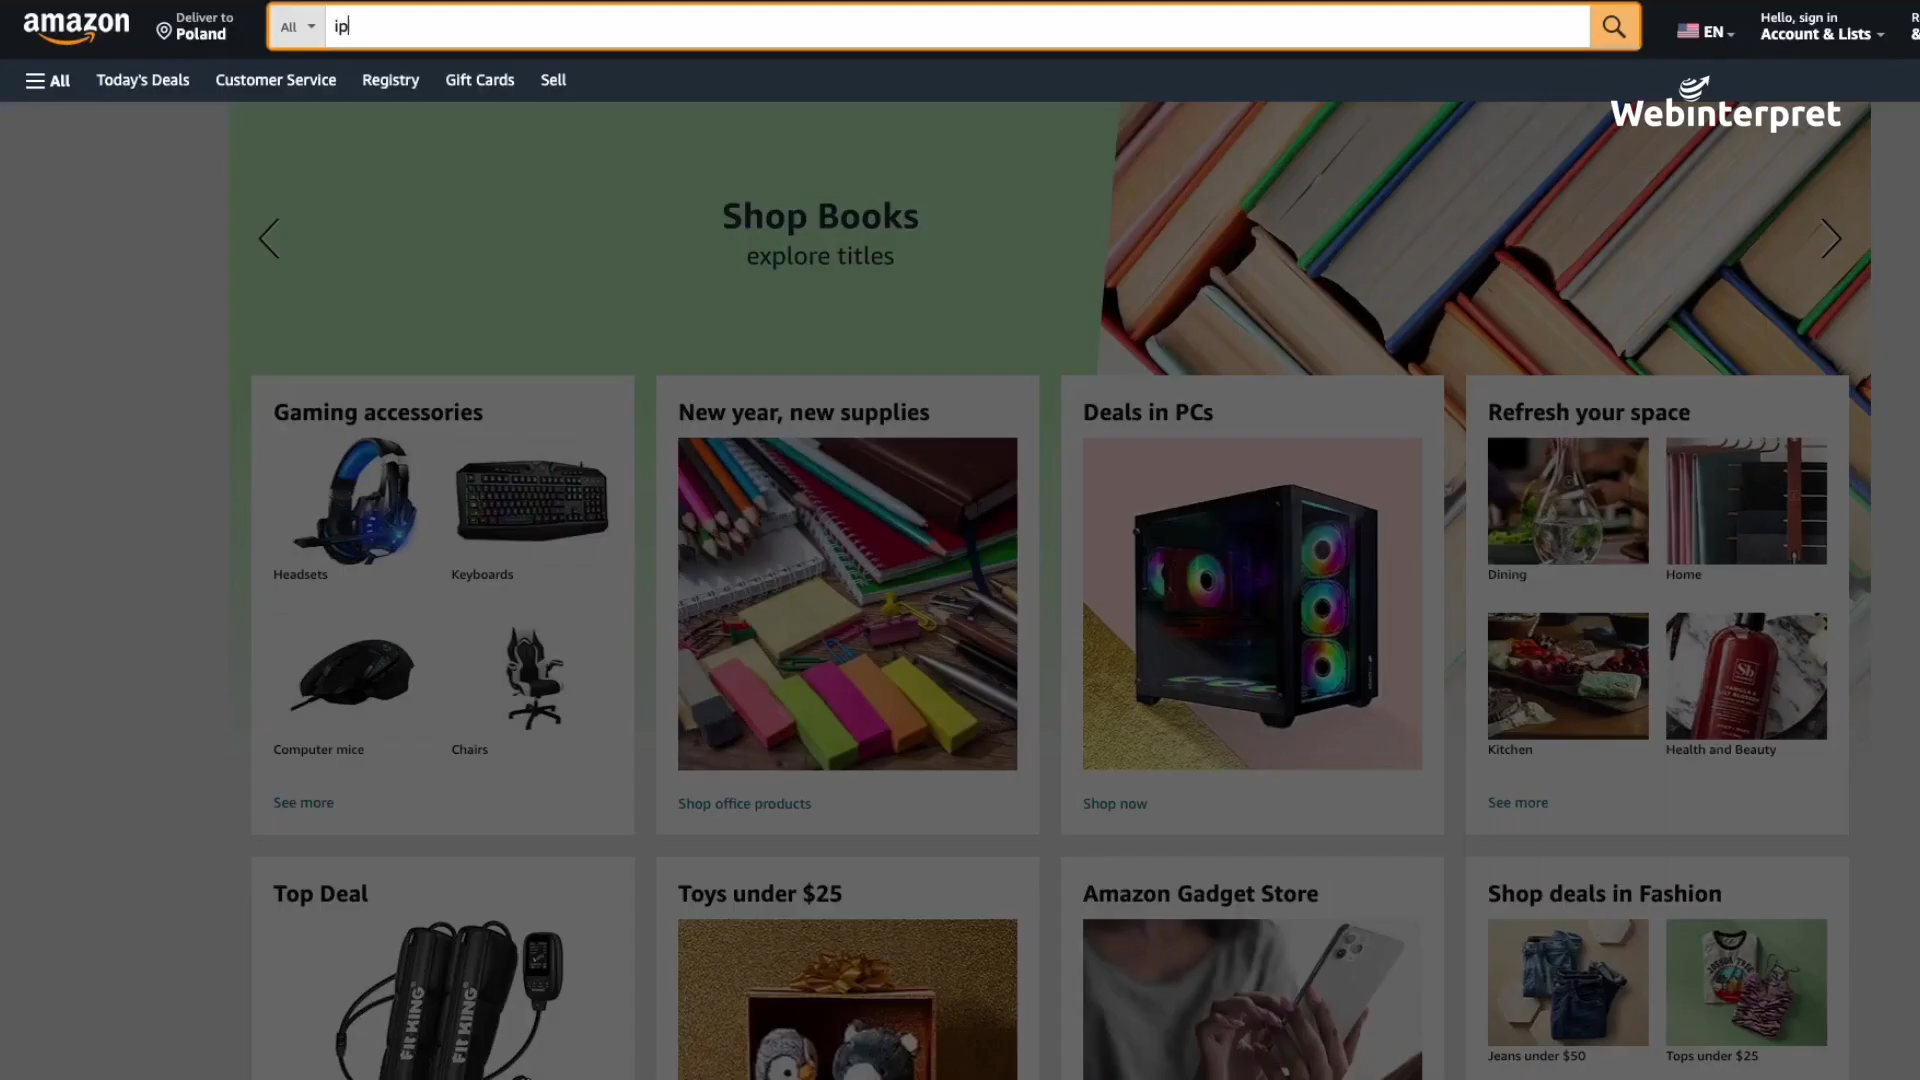 amazon
Deliver to
Poland
All
ip
EN
Hello, sign in
Account & Lists
R
&
All
Today's Deals
Customer Service
Registry
Gift Cards
Sell
Webinterpret
Shop Books
explore titles
Gaming accessories
Headsets
Keyboards
Computer mice
Chairs
See more
New year, new supplies
Shop office products
Deals in PCs
Shop now
Refresh your space
Dining
Home
Kitchen
Health and Beauty
See more
Top Deal
FIT KING
FIT KING
Toys under $25
Amazon Gadget Store
Shop deals in Fashion
Jeans under $50
Tops under $25